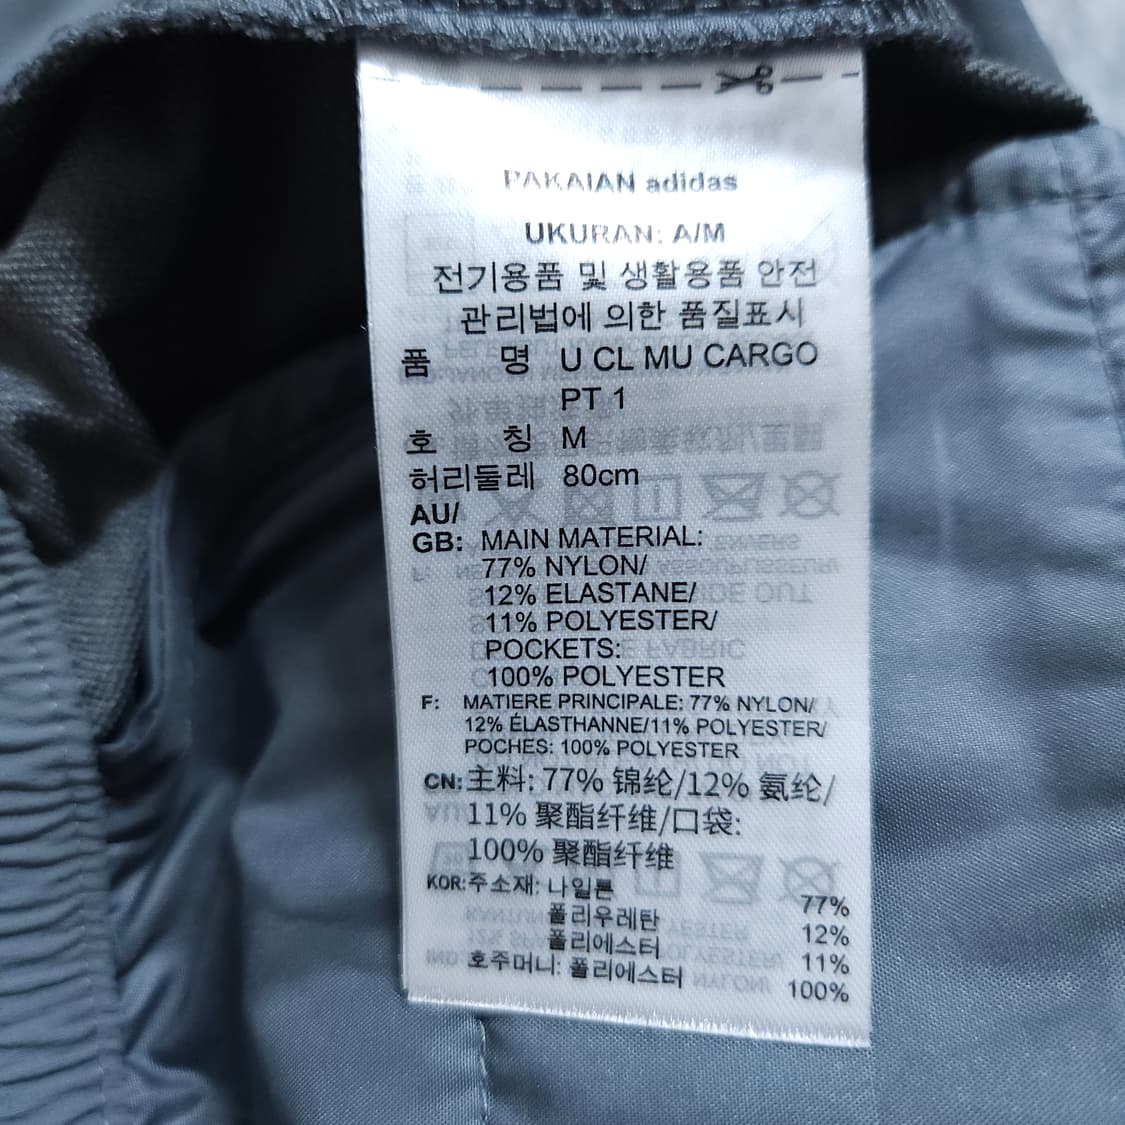 PAKAIAN adidas
UKURAN: A/M
전기용품 및 생활용품 안전
관리법에 의한 품질표시
품 명 U CL MU CARGO
PT 1
호 칭 M
허리둘레 80cm
AU/
GB: MAIN MATERIAL:
77% NYLON/
12% ELASTANE/
11% POLYESTER/
POCKETS:
100% POLYESTER
F: MATIERE PRINCIPALE: 77% NYLON/
12% ÉLASTHANNE/11% POLYESTER/
POCHES: 100% POLYESTER
CN: 主料: 77% 锦纶/12% 氨纶/
11% 聚酯纤维/口袋:
100% 聚酯纤维
KOR: 주소재: 나일론 77%
폴리우레탄 12%
폴리에스터 11%
호주머니: 폴리에스터 100%